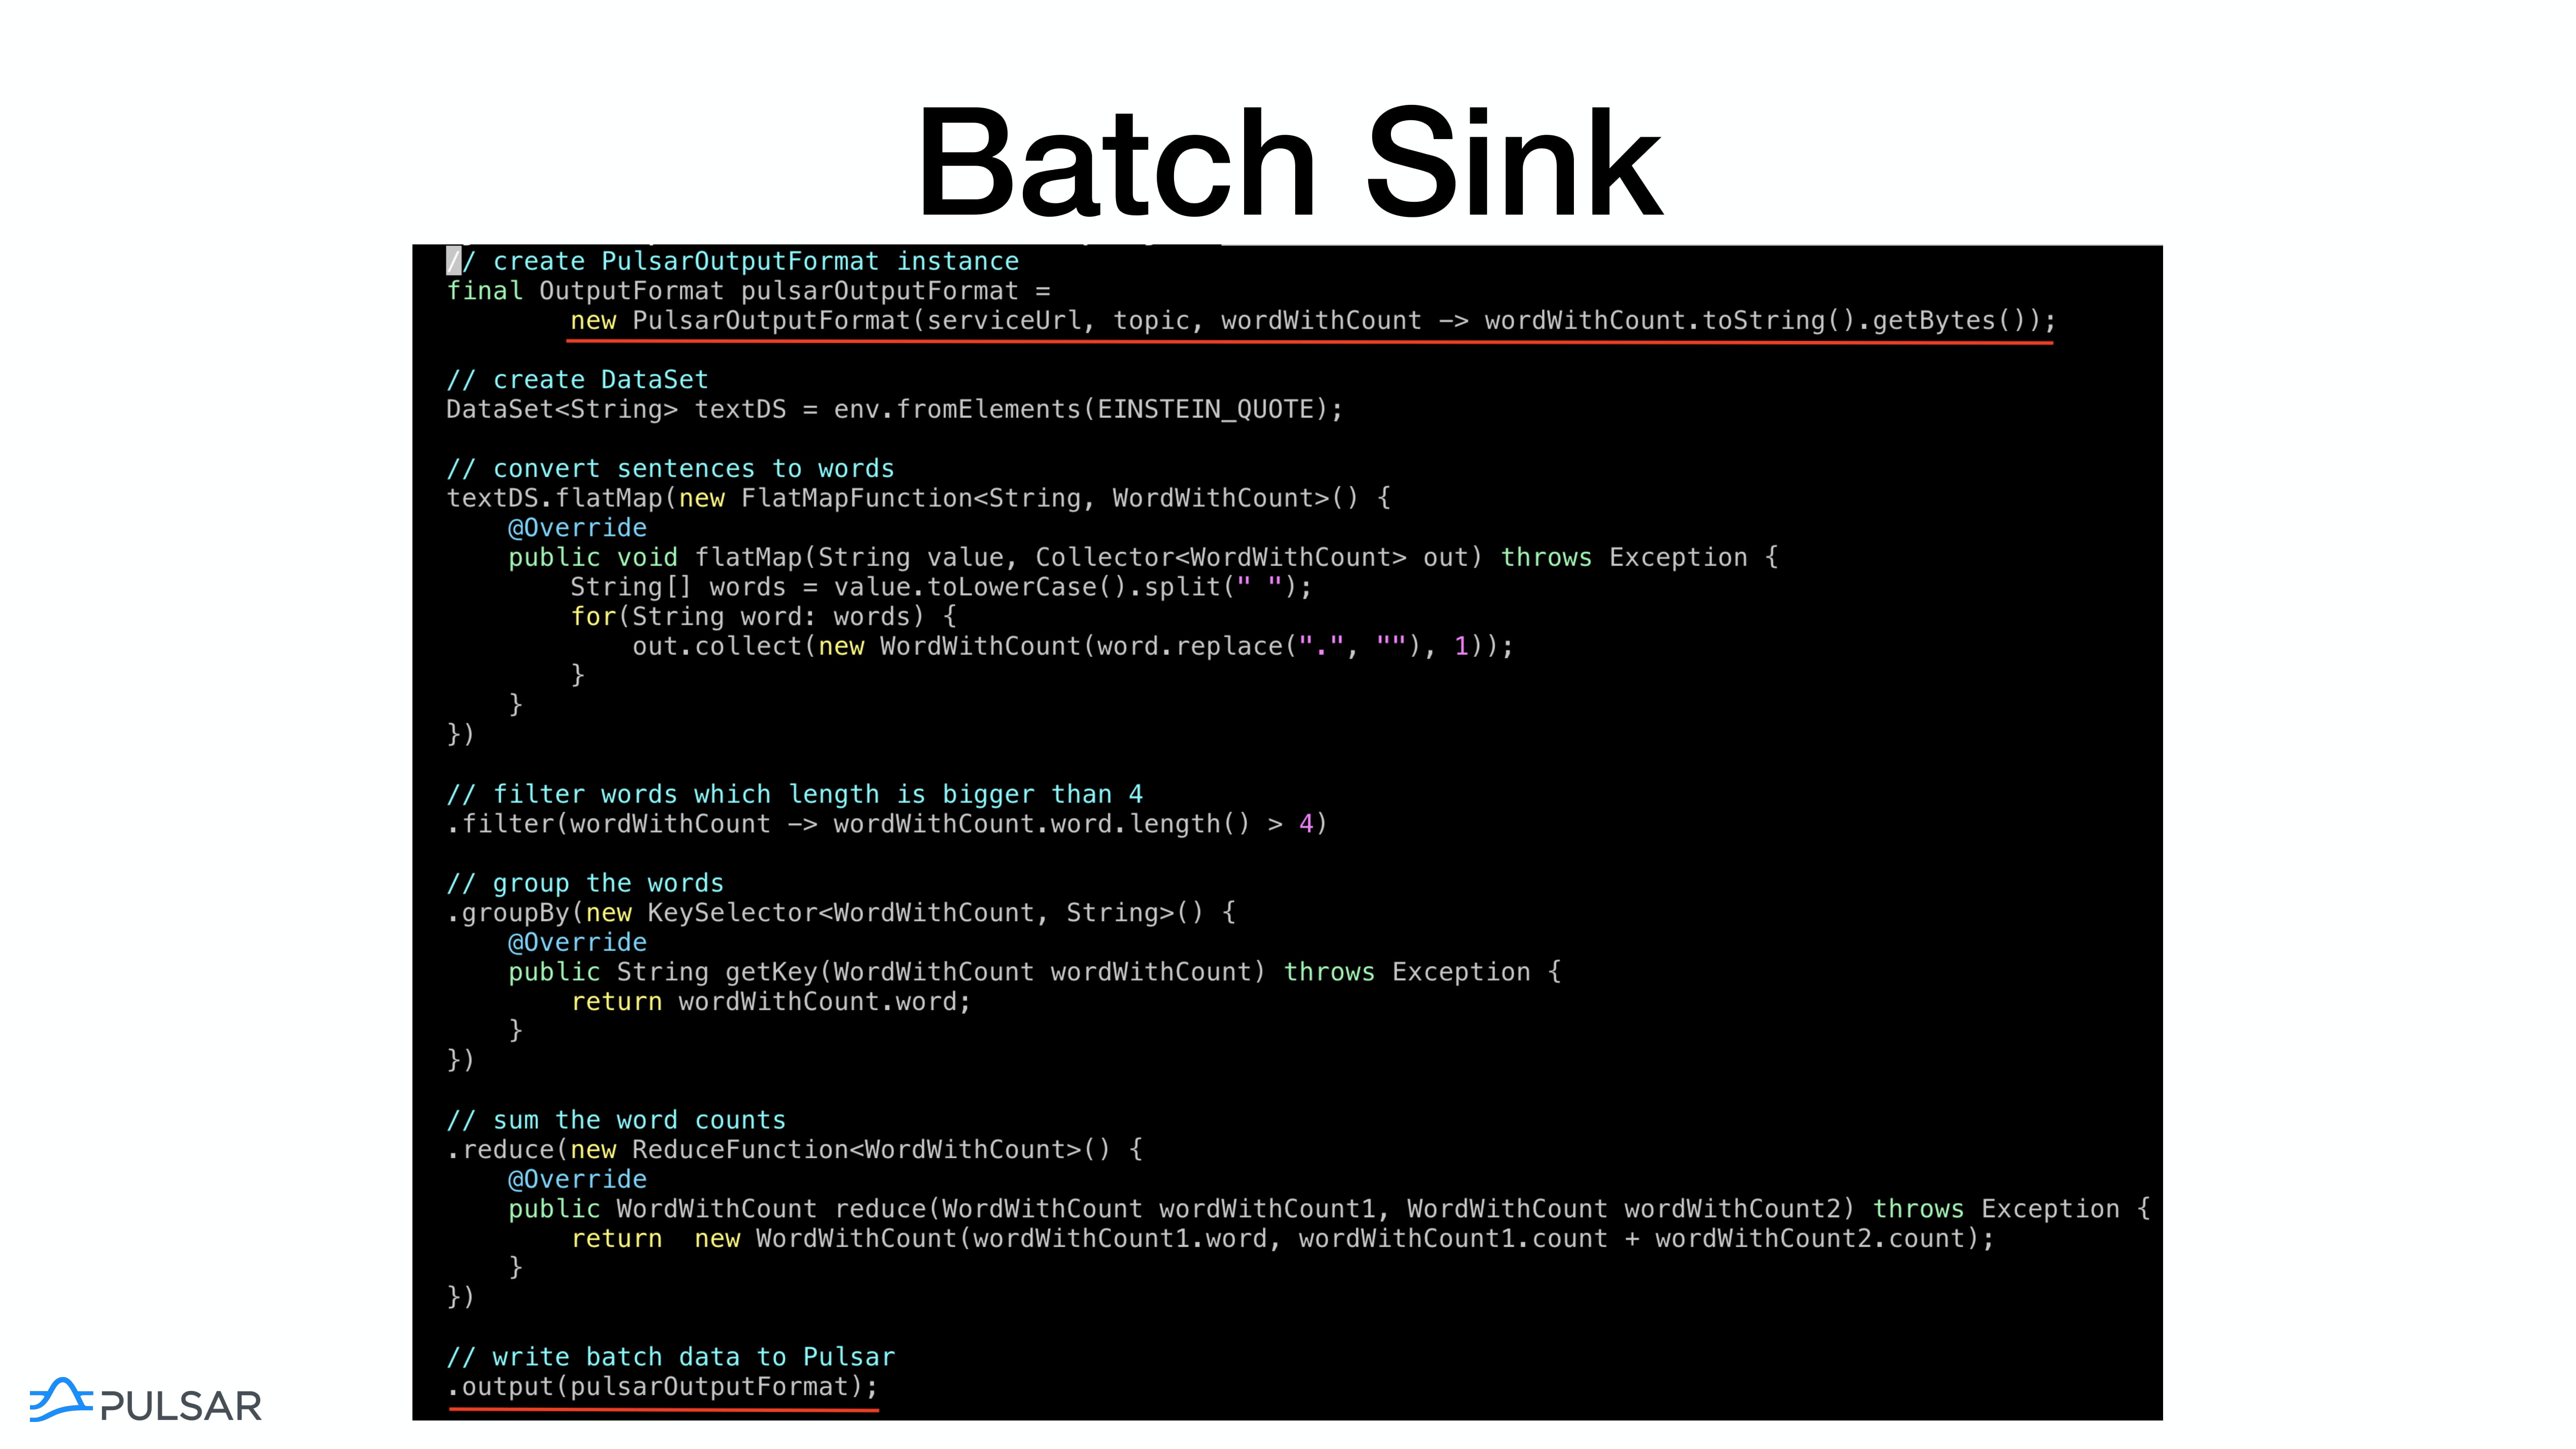 Batch Sink
// create PulsarOutputFormat instance
final OutputFormat pulsarOutputFormat =
        new PulsarOutputFormat(serviceUrl, topic, wordWithCount -> wordWithCount.toString().getBytes());
// create DataSet
DataSet<String> textDS = env.fromElements(EINSTEIN_QUOTE);
// convert sentences to words
textDS.flatMap(new FlatMapFunction<String, WordWithCount>() {
    @Override
    public void flatMap(String value, Collector<WordWithCount> out) throws Exception {
        String[] words = value.toLowerCase().split(" ");
        for(String word: words) {
            out.collect(new WordWithCount(word.replace(".", ""), 1));
        }
    }
})
// filter words which length is bigger than 4
.filter(wordWithCount -> wordWithCount.word.length() > 4)
// group the words
.groupBy(new KeySelector<WordWithCount, String>() {
    @Override
    public String getKey(WordWithCount wordWithCount) throws Exception {
        return wordWithCount.word;
    }
})
// sum the word counts
.reduce(new ReduceFunction<WordWithCount>() {
    @Override
    public WordWithCount reduce(WordWithCount wordWithCount1, WordWithCount wordWithCount2) throws Exception {
        return  new WordWithCount(wordWithCount1.word, wordWithCount1.count + wordWithCount2.count);
    }
})
// write batch data to Pulsar
.output(pulsarOutputFormat);
PULSAR